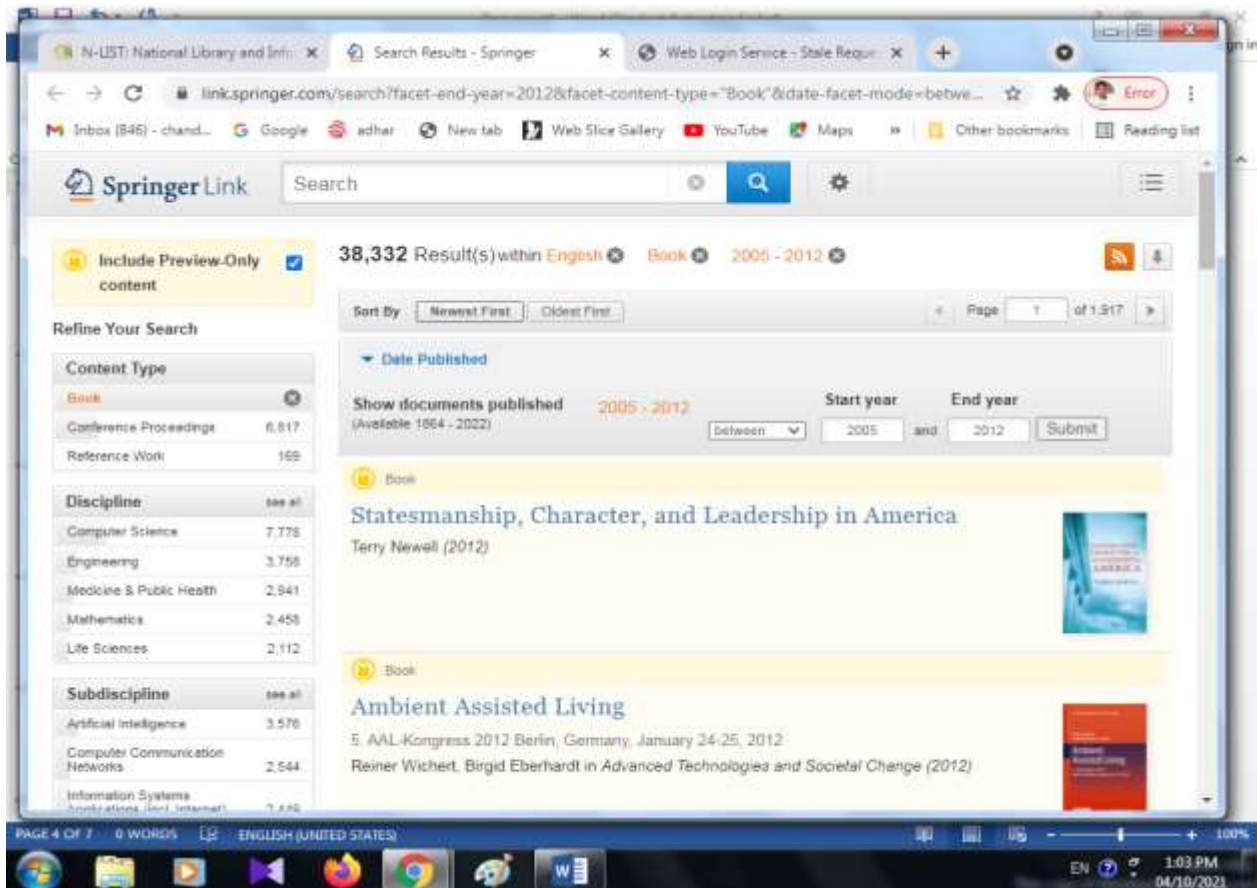 N-LIST: National Library and Infor
Search Results - Springer
Web Login Service - Stale Reques
link.springer.com/search?facet-end-year=2012&facet-content-type="Book"&date-facet-mode=betwe...
Error
Inbox (846) - chand...
Google
adhar
New tab
Web Slice Gallery
YouTube
Maps
Other bookmarks
Reading list
Springer Link
Search
Include Preview-Only
content
38,332 Result(s) within English Book 2005 - 2012
Sort By Newest First Oldest First
Page 1 of 1,917
Refine Your Search
Date Published
Show documents published 2005 - 2012
(Available 1864 - 2022)
between
Start year
2005
and
End year
2012
Submit
Content Type
Book
Conference Proceedings 6,817
Reference Work 169
Discipline see all
Computer Science 7,778
Engineering 3,758
Medicine & Public Health 2,941
Mathematics 2,458
Life Sciences 2,112
Subdiscipline see all
Artificial Intelligence 3,576
Computer Communication
Networks 2,544
Information Systems
Applications (incl. Internet) 2,449
Book
Statesmanship, Character, and Leadership in America
Terry Newell (2012)
Book
Ambient Assisted Living
5. AAL-Kongress 2012 Berlin, Germany, January 24-25, 2012
Reiner Wichert, Birgid Eberhardt in Advanced Technologies and Societal Change (2012)
PAGE 4 OF 7 0 WORDS ENGLISH (UNITED STATES)
100%
EN
1:03 PM
04/10/2021